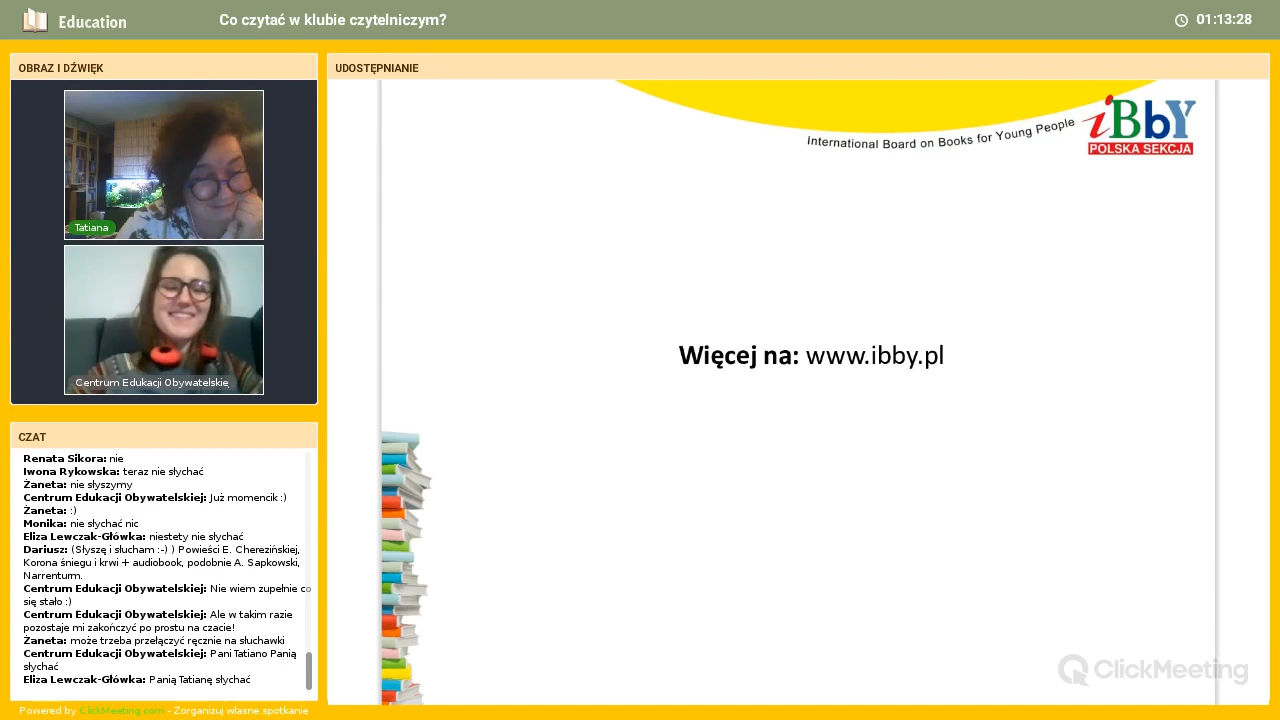 Education
Co czytać w klubie czytelniczym?
01:13:28
OBRAZ I DŹWIĘK
Tatiana
Centrum Edukacji Obywatelskie
CZAT
Renata Sikora: nie
Iwona Rykowska: teraz nie słychać
Żaneta: nie słyszymy
Centrum Edukacji Obywatelskiej: Już momencik :)
Żaneta: :)
Monika: nie słychać nic
Eliza Lewczak-Główka: niestety nie słychać
Dariusz: (Słyszę i słucham :-) ) Powieści E. Cherezińskiej,
Korona śniegu i krwi + audiobook, podobnie A. Sapkowski,
Narrenturm.
Centrum Edukacji Obywatelskiej: Nie wiem zupełnie co
się stało :)
Centrum Edukacji Obywatelskiej: Ale w takim razie
pozostaje mi zakończyć po prostu na czacie!
Żaneta: może trzeba przełączyć ręcznie na słuchawki
Centrum Edukacji Obywatelskiej: Pani Tatiano Panią
słychać
Eliza Lewczak-Główka: Panią Tatianę słychać
Powered by ClickMeeting.com - Zorganizuj własne spotkanie
UDOSTĘPNIANIE
International Board on Books for Young People
iBbY
POLSKA SEKCJA
Więcej na: www.ibby.pl
ClickMeeting